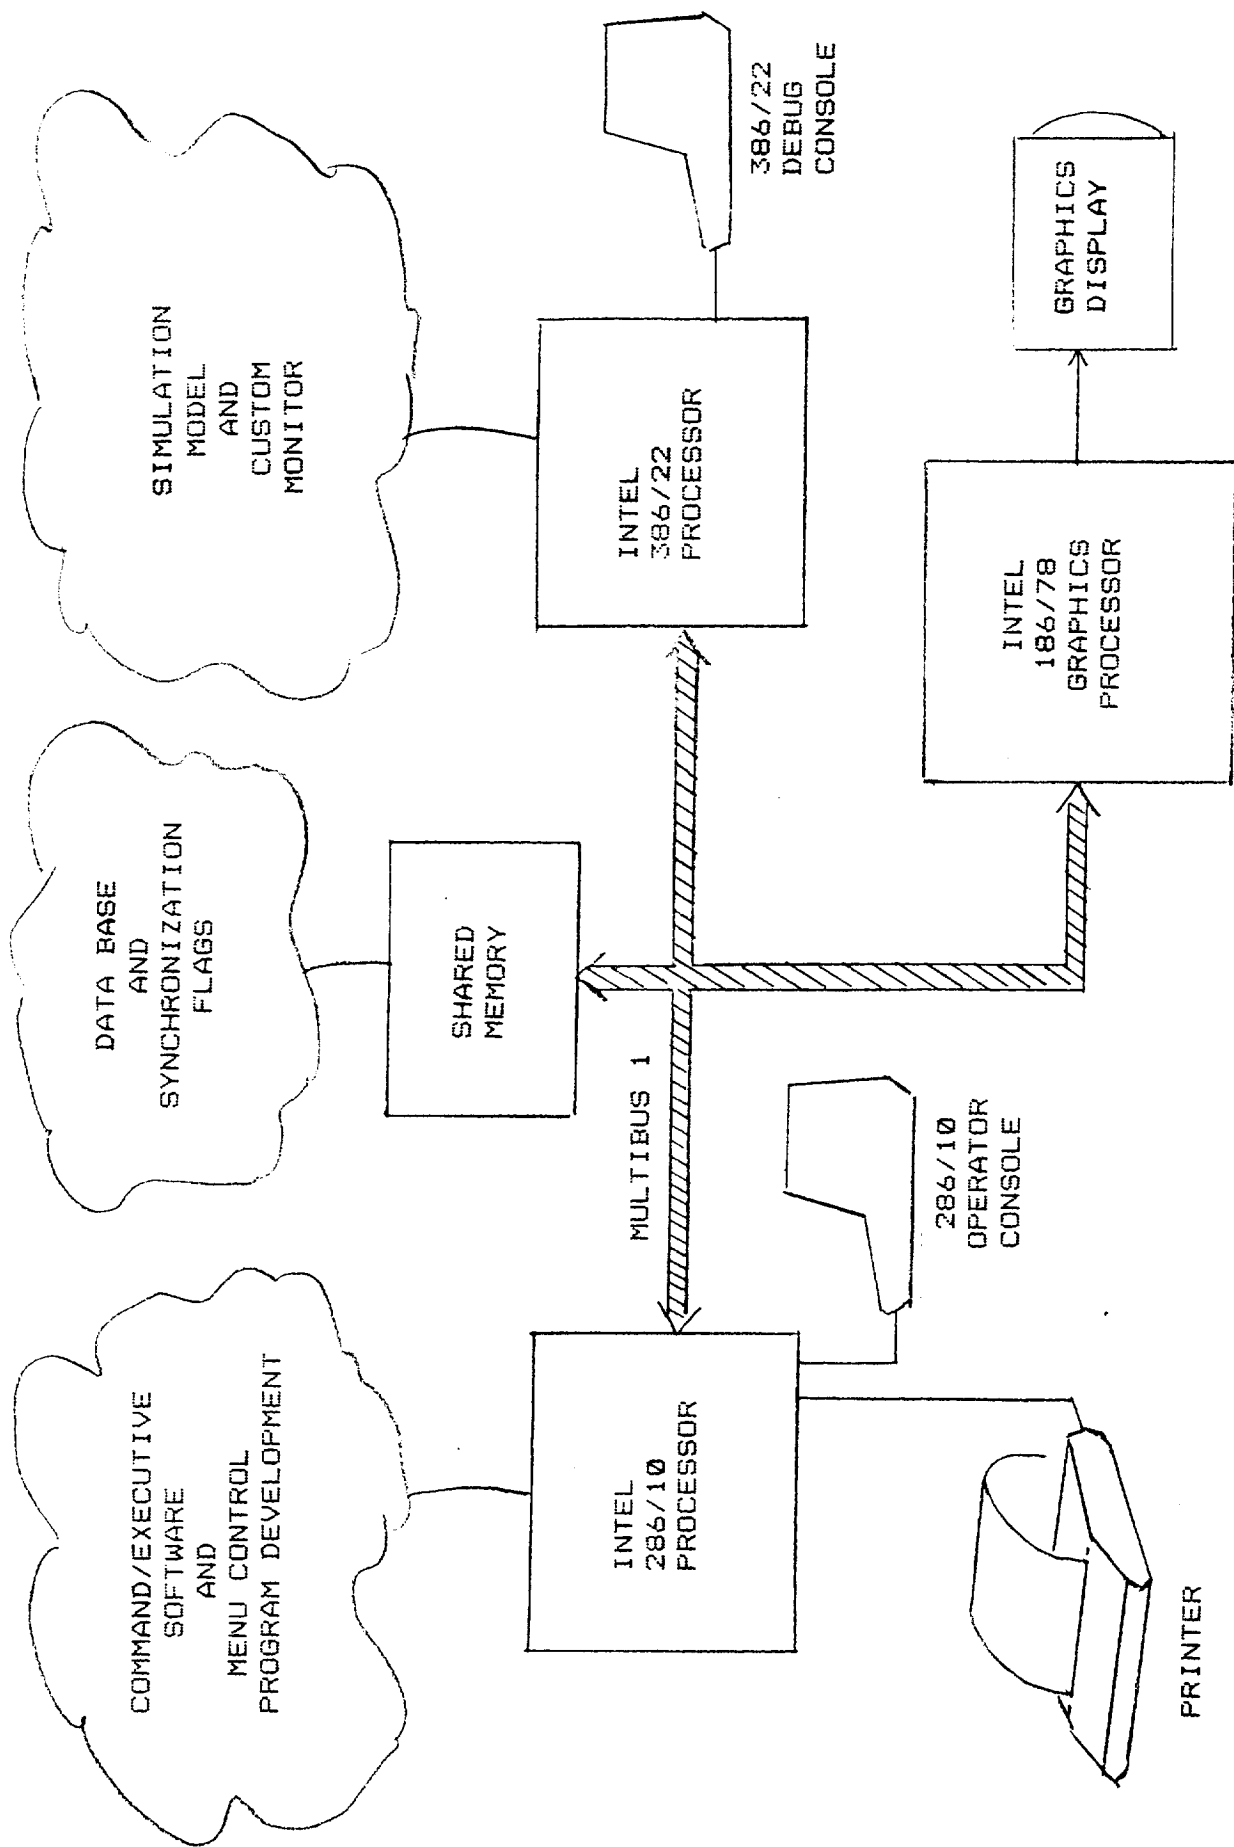 COMMAND/EXECUTIVE
SOFTWARE
AND
MENU CONTROL
PROGRAM DEVELOPMENT
DATA BASE
AND
SYNCHRONIZATION
FLAGS
SIMULATION
MODEL
AND
CUSTOM
MONITOR
INTEL
286/10
PROCESSOR
SHARED
MEMORY
INTEL
386/22
PROCESSOR
386/22
DEBUG
CONSOLE
MULTIBUS 1
286/10
OPERATOR
CONSOLE
INTEL
186/78
GRAPHICS
PROCESSOR
GRAPHICS
DISPLAY
PRINTER